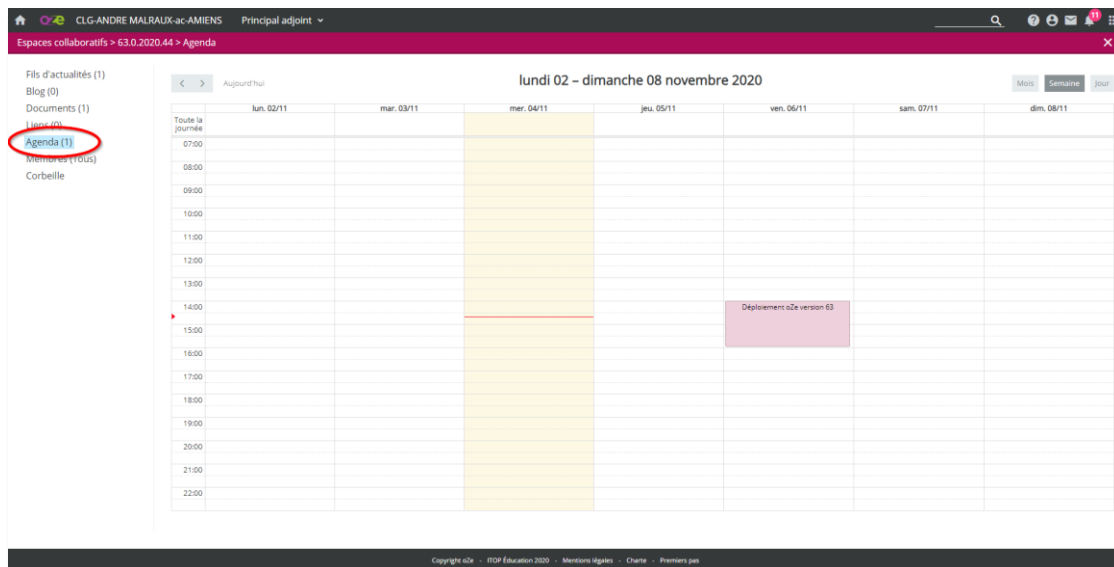 oZe CLG-ANDRE MALRAUX-ac-AMIENS Principal adjoint 11
Espaces collaboratifs > 63.0.2020.44 > Agenda
Fils d'actualités (1)
Blog (0)
Documents (1)
Liens (0)
Agenda (1)
Membres (Tous)
Corbeille
Aujourd'hui
lundi 02 – dimanche 08 novembre 2020
Mois Semaine Jour
lun. 02/11 mar. 03/11 mer. 04/11 jeu. 05/11 ven. 06/11 sam. 07/11 dim. 08/11
Toute la
journée
07:00
08:00
09:00
10:00
11:00
12:00
13:00
14:00 Déploiement oZe version 63
15:00
16:00
17:00
18:00
19:00
20:00
21:00
22:00
Copyright oZe - ITOP Éducation 2020 - Mentions légales - Charte - Premiers pas